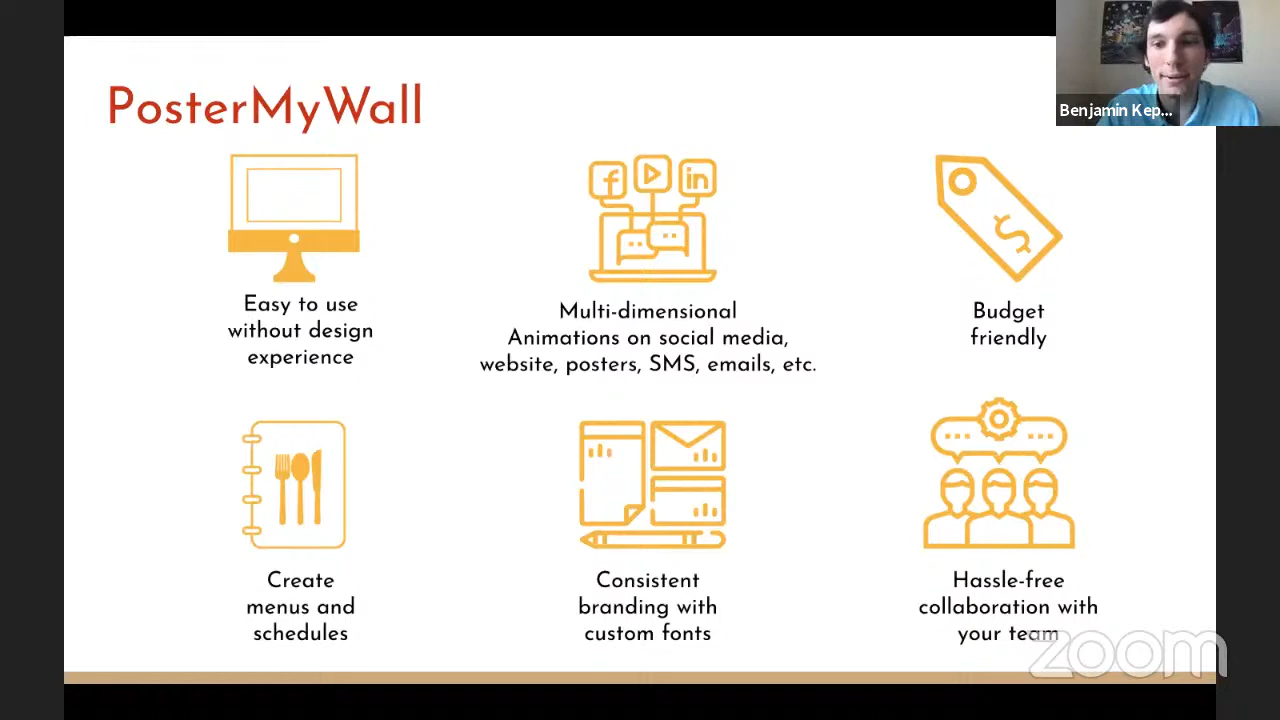 PosterMyWall
Benjamin Kep...
f
in
$
Easy to use
without design
experience
Multi-dimensional
Animations on social media,
website, posters, SMS, emails, etc.
Budget
friendly
Create
menus and
schedules
Consistent
branding with
custom fonts
Hassle-free
collaboration with
your team
zoom